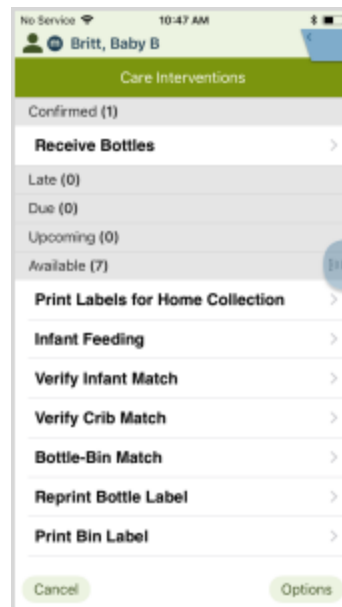 No Service 10:47 AM
Britt, Baby B
Care Interventions
Confirmed (1)
Receive Bottles
Late (0)
Due (0)
Upcoming (0)
Available (7)
Print Labels for Home Collection
Infant Feeding
Verify Infant Match
Verify Crib Match
Bottle-Bin Match
Reprint Bottle Label
Print Bin Label
Cancel Options